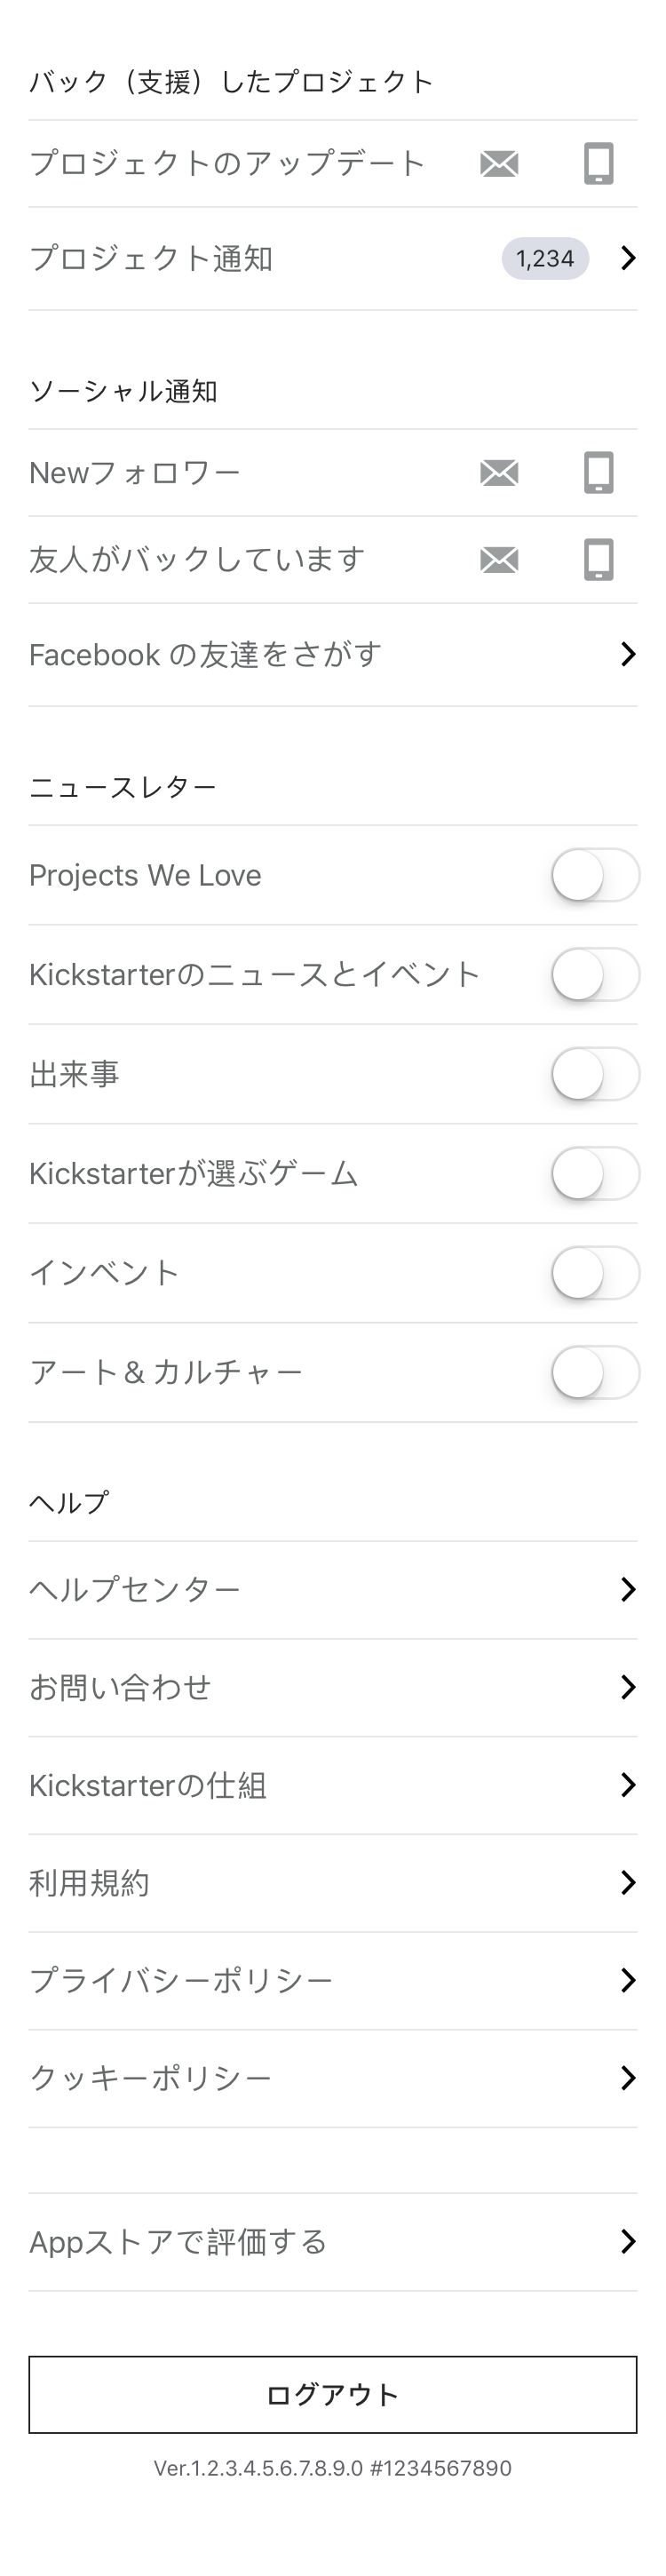 バック（支援）したプロジェクト
プロジェクトのアップデート
プロジェクト通知 1,234
ソーシャル通知
Newフォロワー
友人がバックしています
Facebook の友達をさがす
ニュースレター
Projects We Love
Kickstarterのニュースとイベント
出来事
Kickstarterが選ぶゲーム
インベント
アート& カルチャー
ヘルプ
ヘルプセンター
お問い合わせ
Kickstarterの仕組
利用規約
プライバシーポリシー
クッキーポリシー
Appストアで評価する
ログアウト
Ver.1.2.3.4.5.6.7.8.9.0 #1234567890